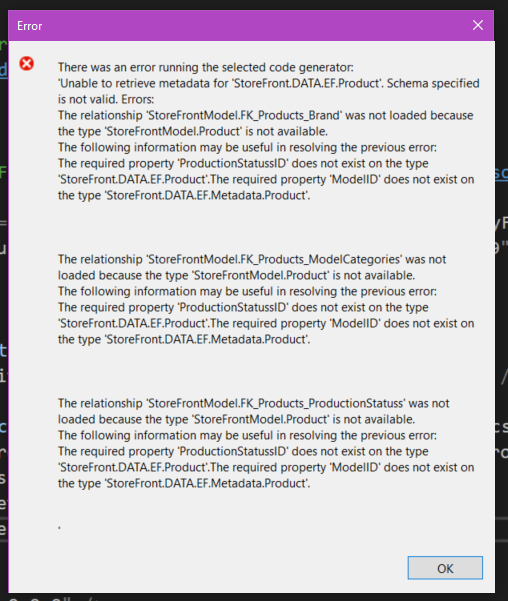 Error
There was an error running the selected code generator:
'Unable to retrieve metadata for 'StoreFront.DATA.EF.Product'. Schema specified
is not valid. Errors:
The relationship 'StoreFrontModel.FK_Products_Brand' was not loaded because
the type 'StoreFrontModel.Product' is not available.
The following information may be useful in resolving the previous error:
The required property 'ProductionStatussID' does not exist on the type
'StoreFront.DATA.EF.Product'.The required property 'ModelID' does not exist on
the type 'StoreFront.DATA.EF.Metadata.Product'.
The relationship 'StoreFrontModel.FK_Products_ModelCategories' was not
loaded because the type 'StoreFrontModel.Product' is not available.
The following information may be useful in resolving the previous error:
The required property 'ProductionStatussID' does not exist on the type
'StoreFront.DATA.EF.Product'.The required property 'ModelID' does not exist on
the type 'StoreFront.DATA.EF.Metadata.Product'.
The relationship 'StoreFrontModel.FK_Products_ProductionStatuss' was not
loaded because the type 'StoreFrontModel.Product' is not available.
The following information may be useful in resolving the previous error:
The required property 'ProductionStatussID' does not exist on the type
'StoreFront.DATA.EF.Product'.The required property 'ModelID' does not exist on
the type 'StoreFront.DATA.EF.Metadata.Product'.
.
OK